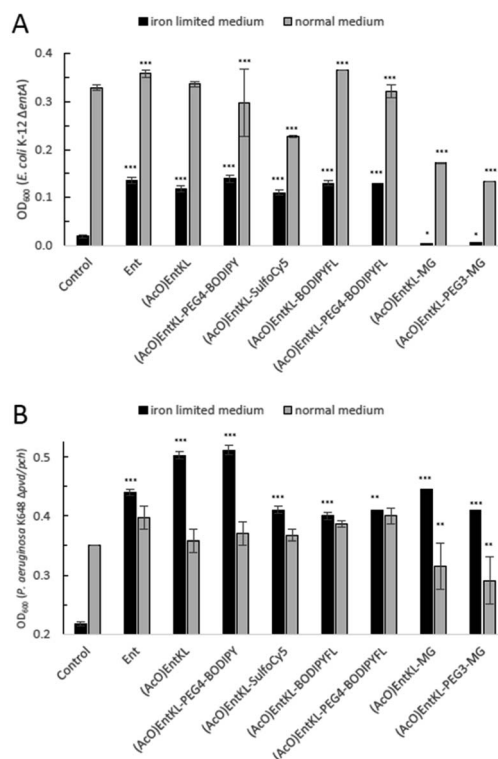 A
iron limited medium normal medium
OD600 (E. coli K-12 ΔentA)
0.4
0.3
0.2
0.1
0.0
*** *** *** *** *** *** *** *** *** *** *** * *** * ***
Control
Ent
(AcO)EntKL
(AcO)EntKL-PEG4-BODIPY
(AcO)EntKL-SulfoCy5
(AcO)EntKL-BODIPYFL
(AcO)EntKL-PEG4-BODIPYFL
(AcO)EntKL-MG
(AcO)EntKL-PEG3-MG
B
iron limited medium normal medium
OD600 (P. aeruginosa K648 Δpvd/pch)
0.5
0.4
0.3
0.2
*** *** *** *** *** ** *** ** *** **
Control
Ent
(AcO)EntKL
(AcO)EntKL-PEG4-BODIPY
(AcO)EntKL-SulfoCy5
(AcO)EntKL-BODIPYFL
(AcO)EntKL-PEG4-BODIPYFL
(AcO)EntKL-MG
(AcO)EntKL-PEG3-MG